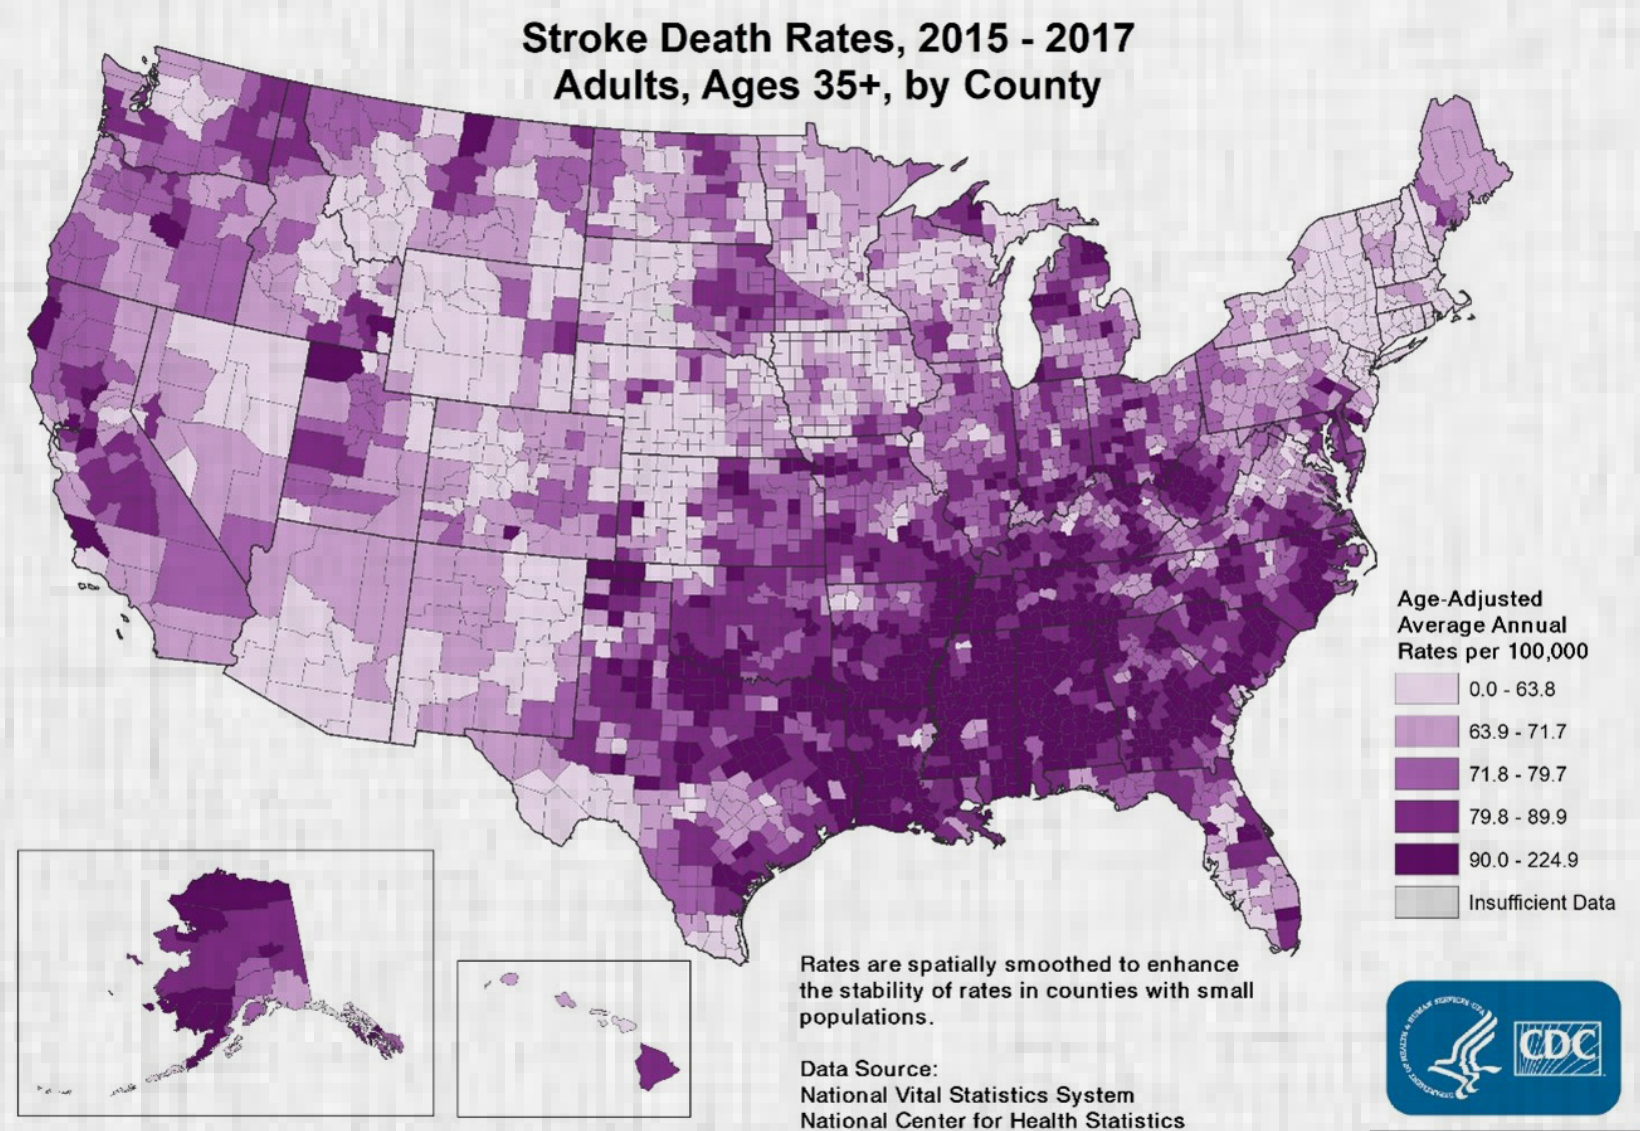 Stroke Death Rates, 2015 - 2017
Adults, Ages 35+, by County
Age-Adjusted
Average Annual
Rates per 100,000
0.0 - 63.8
63.9 - 71.7
71.8 - 79.7
79.8 - 89.9
90.0 - 224.9
Insufficient Data
Rates are spatially smoothed to enhance
the stability of rates in counties with small
populations.
Data Source:
National Vital Statistics System
National Center for Health Statistics
CDC